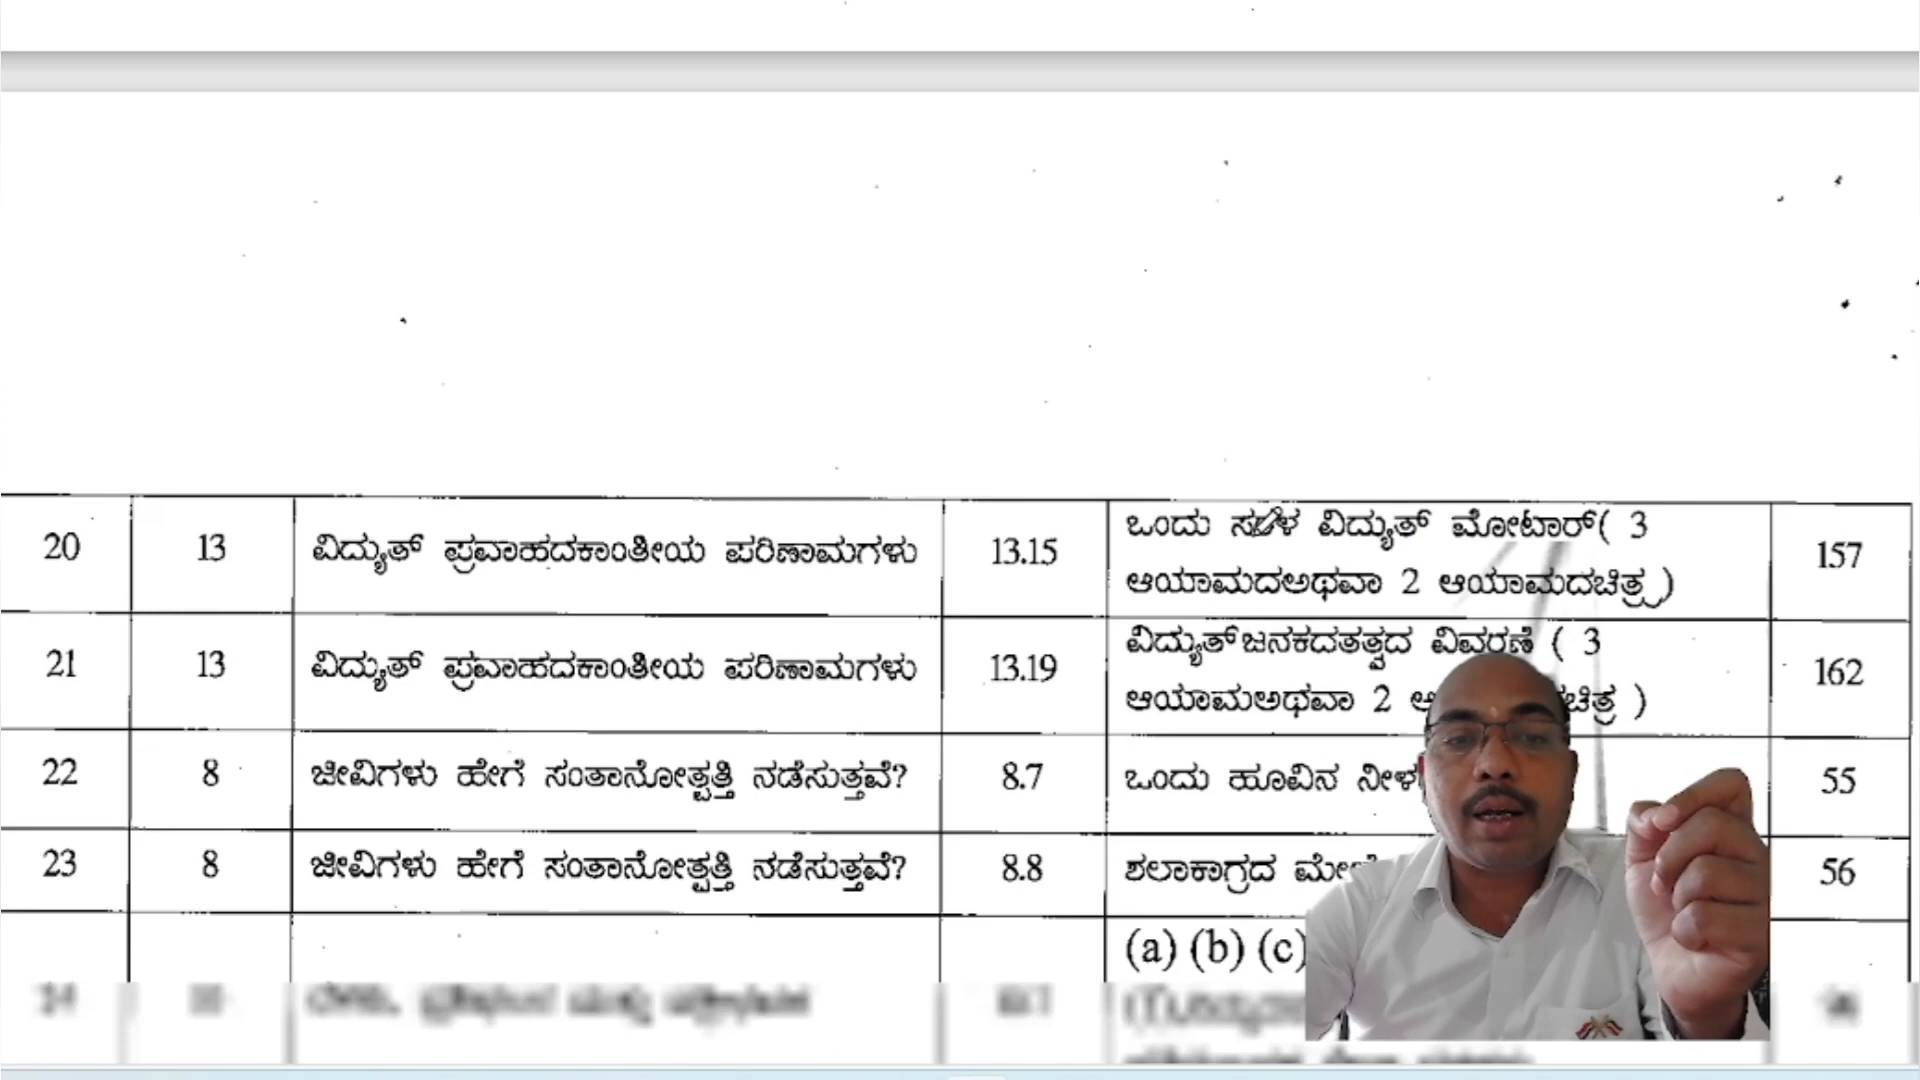 20 13 ವಿದ್ಯುತ್ ಪ್ರವಾಹದಕಾಂತೀಯ ಪರಿಣಾಮಗಳು 13.15 ಒಂದು ಸರಳ ವಿದ್ಯುತ್ ಮೋಟಾರ್( 3
ಆಯಾಮದಅಥವಾ 2 ಆಯಾಮದಚಿತ್ರ ) 157
21 13 ವಿದ್ಯುತ್ ಪ್ರವಾಹದಕಾಂತೀಯ ಪರಿಣಾಮಗಳು 13.19 ವಿದ್ಯುತ್‌ಜನಕದತತ್ವದ ವಿವರಣೆ ( 3
ಆಯಾಮಅಥವಾ 2 ಚಿತ್ರ ) 162
22 8 ಜೀವಿಗಳು ಹೇಗೆ ಸಂತಾನೋತ್ಪತ್ತಿ ನಡೆಸುತ್ತವೆ? 8.7 ಒಂದು ಹೂವಿನ ನೀಳ 55
23 8 ಜೀವಿಗಳು ಹೇಗೆ ಸಂತಾನೋತ್ಪತ್ತಿ ನಡೆಸುತ್ತವೆ? 8.8 ಶಲಾಕಾಗ್ರದ 56
(a) (b) (c)